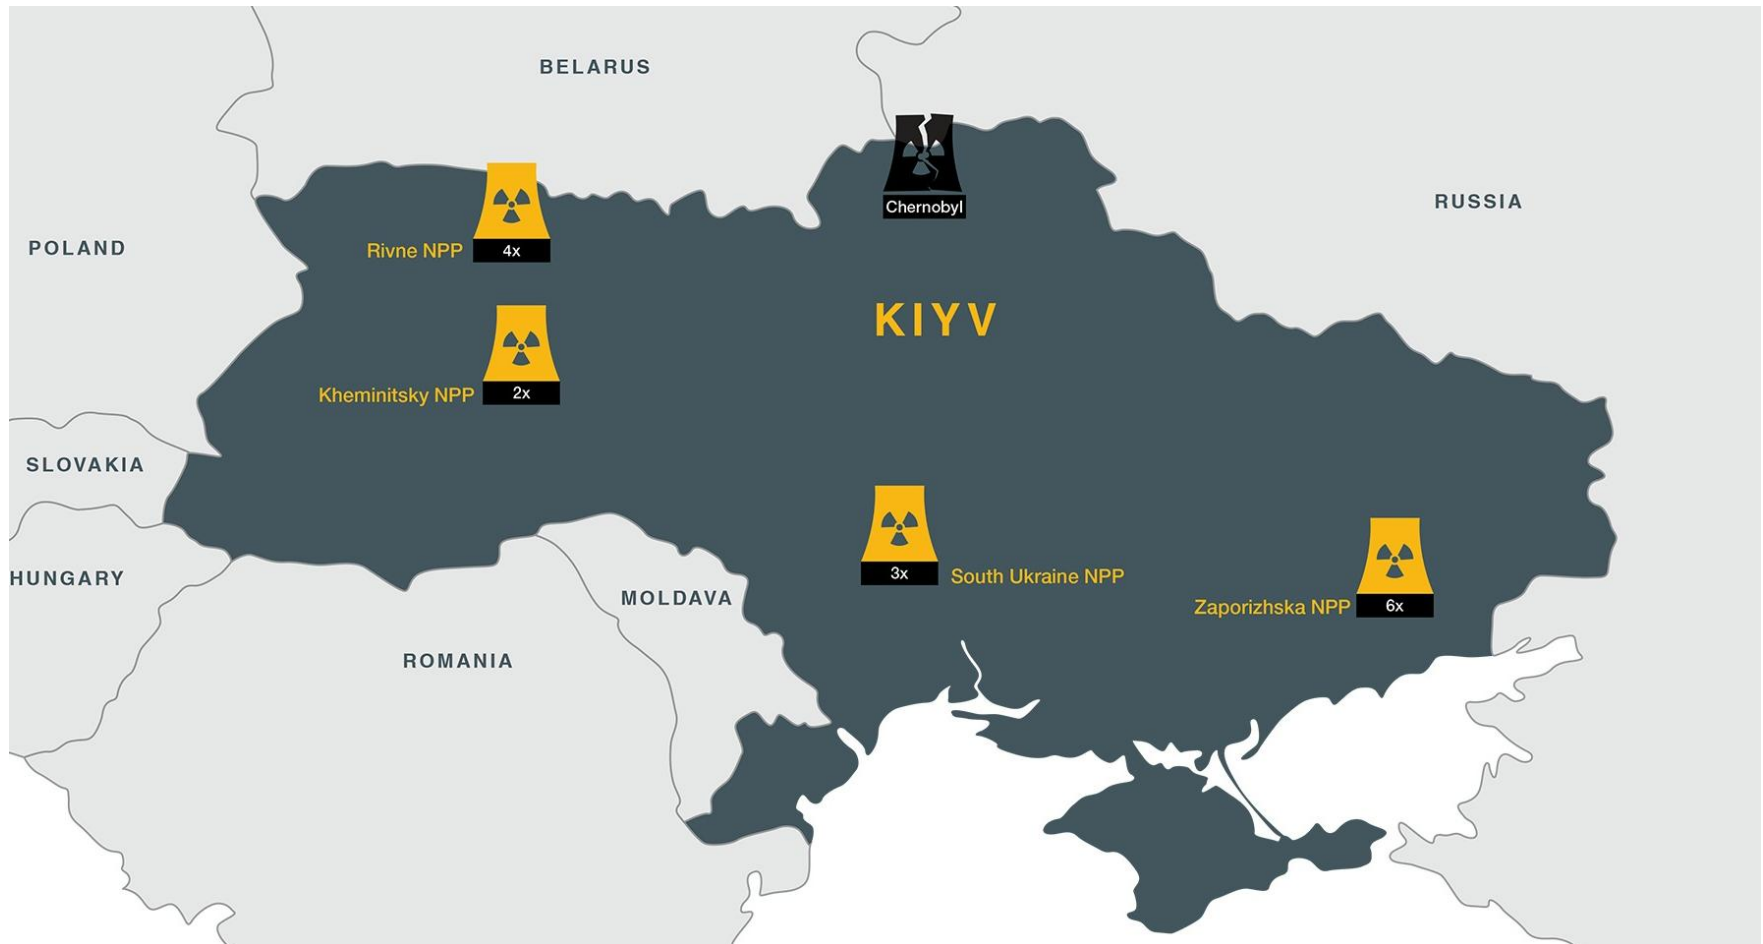 BELARUS
RUSSIA
Chernobyl
POLAND
Rivne NPP
4x
KIYV
Kheminitsky NPP
2x
SLOVAKIA
HUNGARY
3x
South Ukraine NPP
MOLDAVA
Zaporizhska NPP
6x
ROMANIA